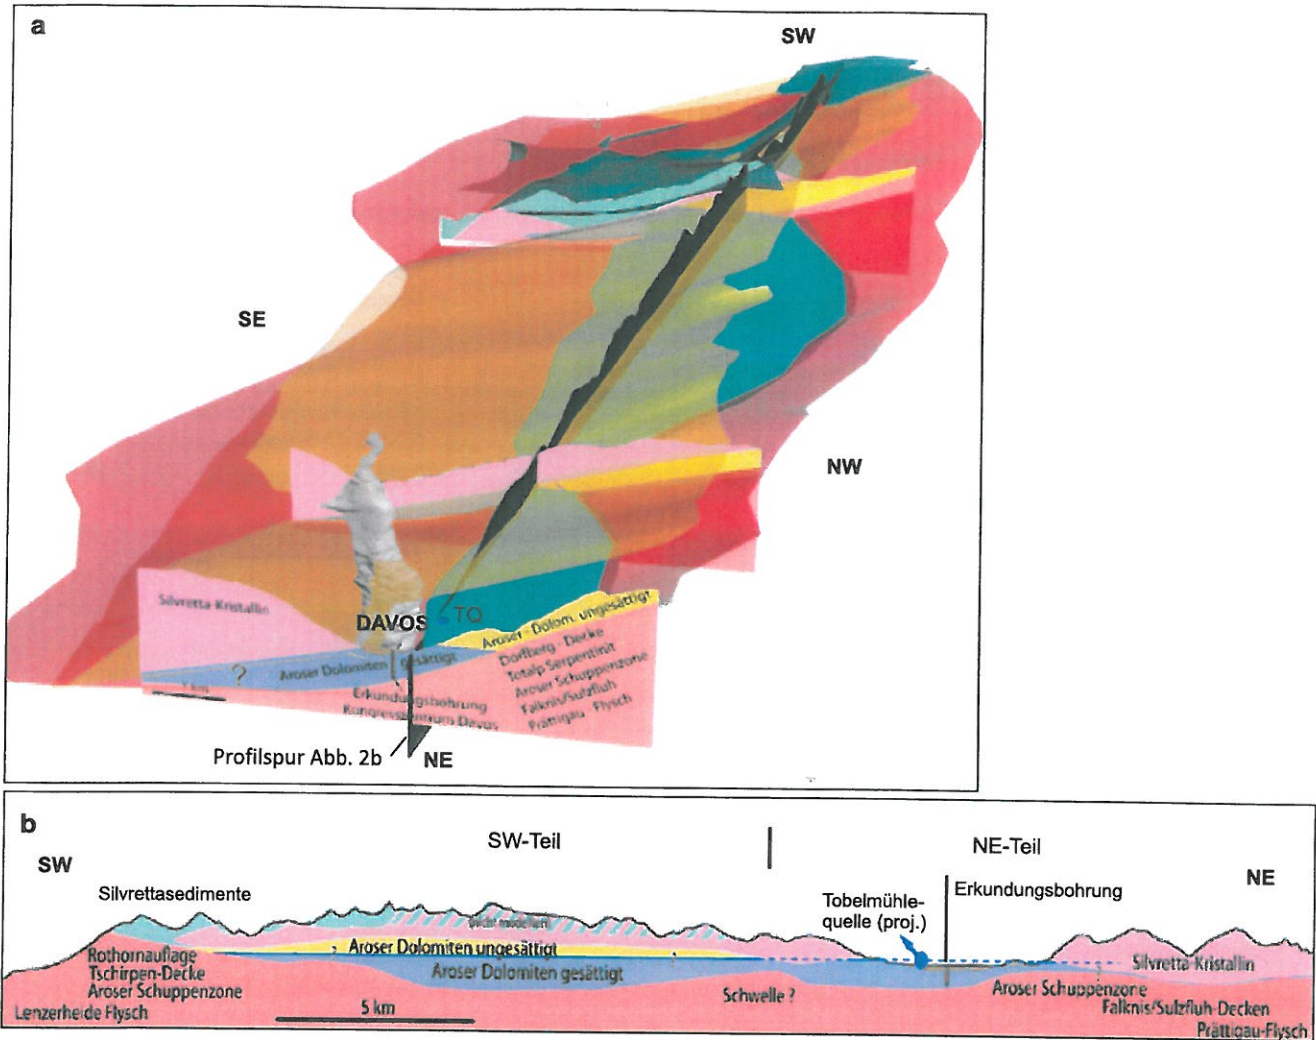 a
SW
SE
NW
Silvretta-Kristallin
DAVOS
TQ
Aroser - Dolom. ungesättigt
Dorfberg - Decke
Totalp Serpentinit
Aroser Schuppenzone
Falknis/Sulzfluh
Prättigau - Flysch
?
Aroser Dolomiten gesättigt
1 km
Erkundungsbohrung
Kongresszentrum Davos
Profilspur Abb. 2b
NE
b
SW-Teil
NE-Teil
SW
NE
Silvrettasedimente
Tobelmühle-
quelle (proj.)
Erkundungsbohrung
Rothornauflage
Tschirpen-Decke
Aroser Schuppenzone
Lenzerheide Flysch
?
Aroser Dolomiten ungesättigt
?
Aroser Dolomiten gesättigt
Schwelle ?
5 km
?
Silvretta-Kristallin
Aroser Schuppenzone
Falknis/Sulzfluh-Decken
Prättigau-Flysch